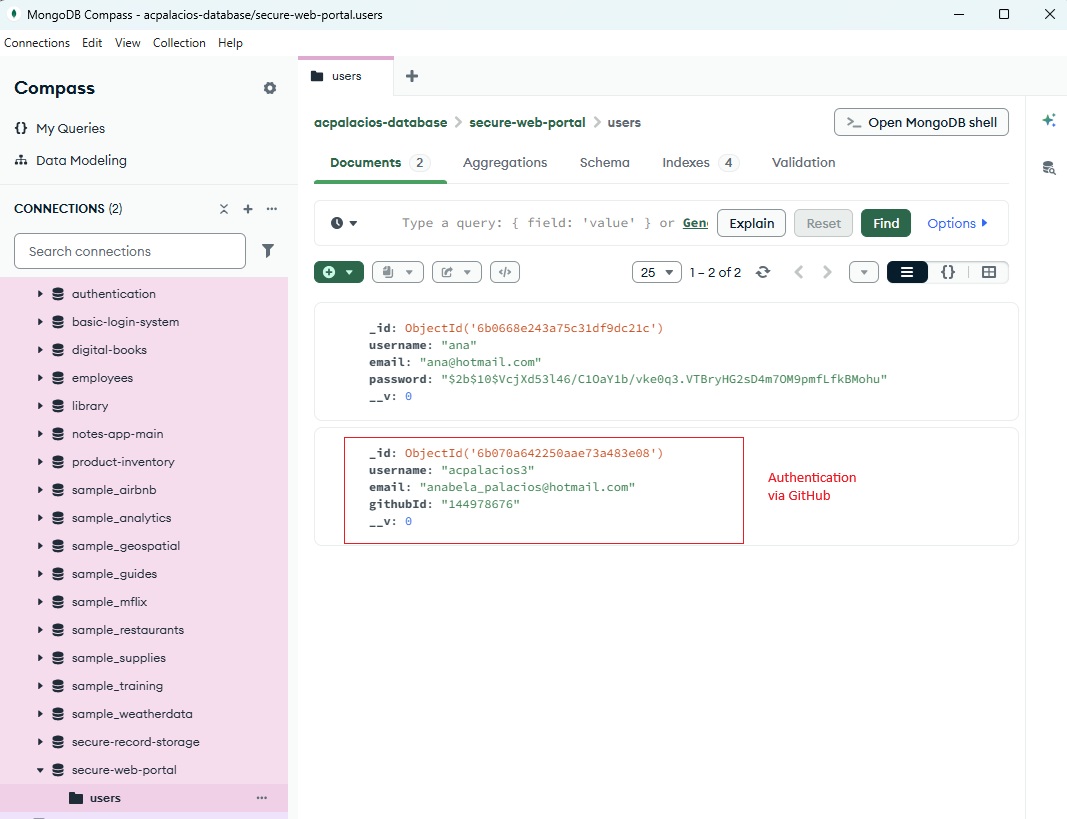 MongoDB Compass - acpalacios-database/secure-web-portal.users
Connections Edit View Collection Help
Compass
{} My Queries
Data Modeling
CONNECTIONS (2)
Search connections
authentication
basic-login-system
digital-books
employees
library
notes-app-main
product-inventory
sample_airbnb
sample_analytics
sample_geospatial
sample_guides
sample_mflix
sample_restaurants
sample_supplies
sample_training
sample_weatherdata
secure-record-storage
secure-web-portal
users
users
acpalacios-database > secure-web-portal > users
>_ Open MongoDB shell
Documents 2 Aggregations Schema Indexes 4 Validation
Type a query: { field: 'value' } or Gene
Explain Reset Find Options
25 1 – 2 of 2
_id: ObjectId('6b0668e243a75c31df9dc21c')
username: "ana"
email: "ana@hotmail.com"
password: "$2b$10$VcjXd53l46/C1OaY1b/vke0q3.VTBryHG2sD4m7OM9pmfLfkBMohu"
__v: 0
_id: ObjectId('6b070a642250aae73a483e08')
username: "acpalacios3"
email: "anabela_palacios@hotmail.com"
githubId: "144978676"
__v: 0
Authentication
via GitHub